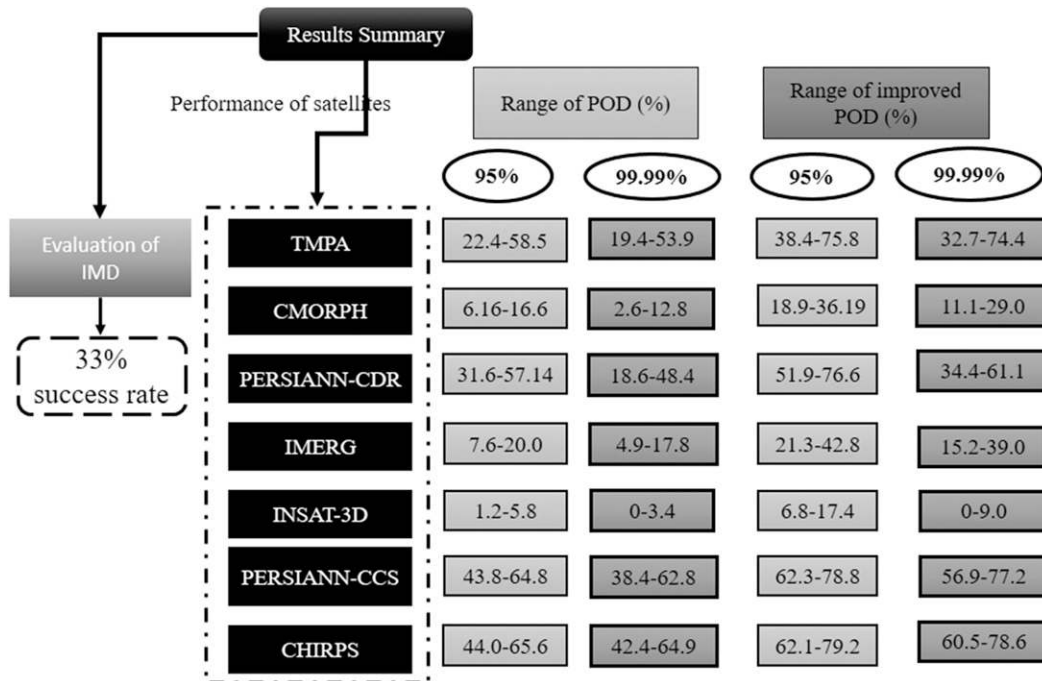 Results Summary
Performance of satellites
Range of POD (%)
Range of improved
POD (%)
95%
99.99%
95%
99.99%
Evaluation of
IMD
33%
success rate
TMPA
22.4-58.5
19.4-53.9
38.4-75.8
32.7-74.4
CMORPH
6.16-16.6
2.6-12.8
18.9-36.19
11.1-29.0
PERSIANN-CDR
31.6-57.14
18.6-48.4
51.9-76.6
34.4-61.1
IMERG
7.6-20.0
4.9-17.8
21.3-42.8
15.2-39.0
INSAT-3D
1.2-5.8
0-3.4
6.8-17.4
0-9.0
PERSIANN-CCS
43.8-64.8
38.4-62.8
62.3-78.8
56.9-77.2
CHIRPS
44.0-65.6
42.4-64.9
62.1-79.2
60.5-78.6